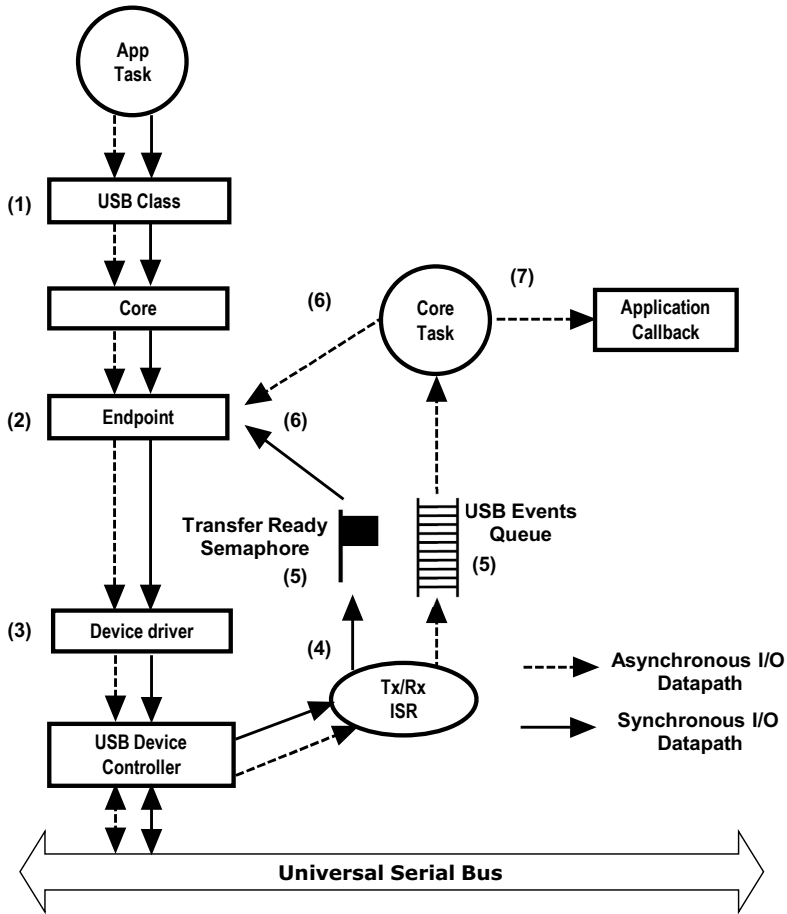 App
Task
(1)
USB Class
Core
(6)
Core
Task
(7)
Application
Callback
(2)
Endpoint
(6)
Transfer Ready
Semaphore
(5)
USB Events
Queue
(5)
(3)
Device driver
(4)
Tx/Rx
ISR
Asynchronous I/O
Datapath
Synchronous I/O
Datapath
USB Device
Controller
Universal Serial Bus